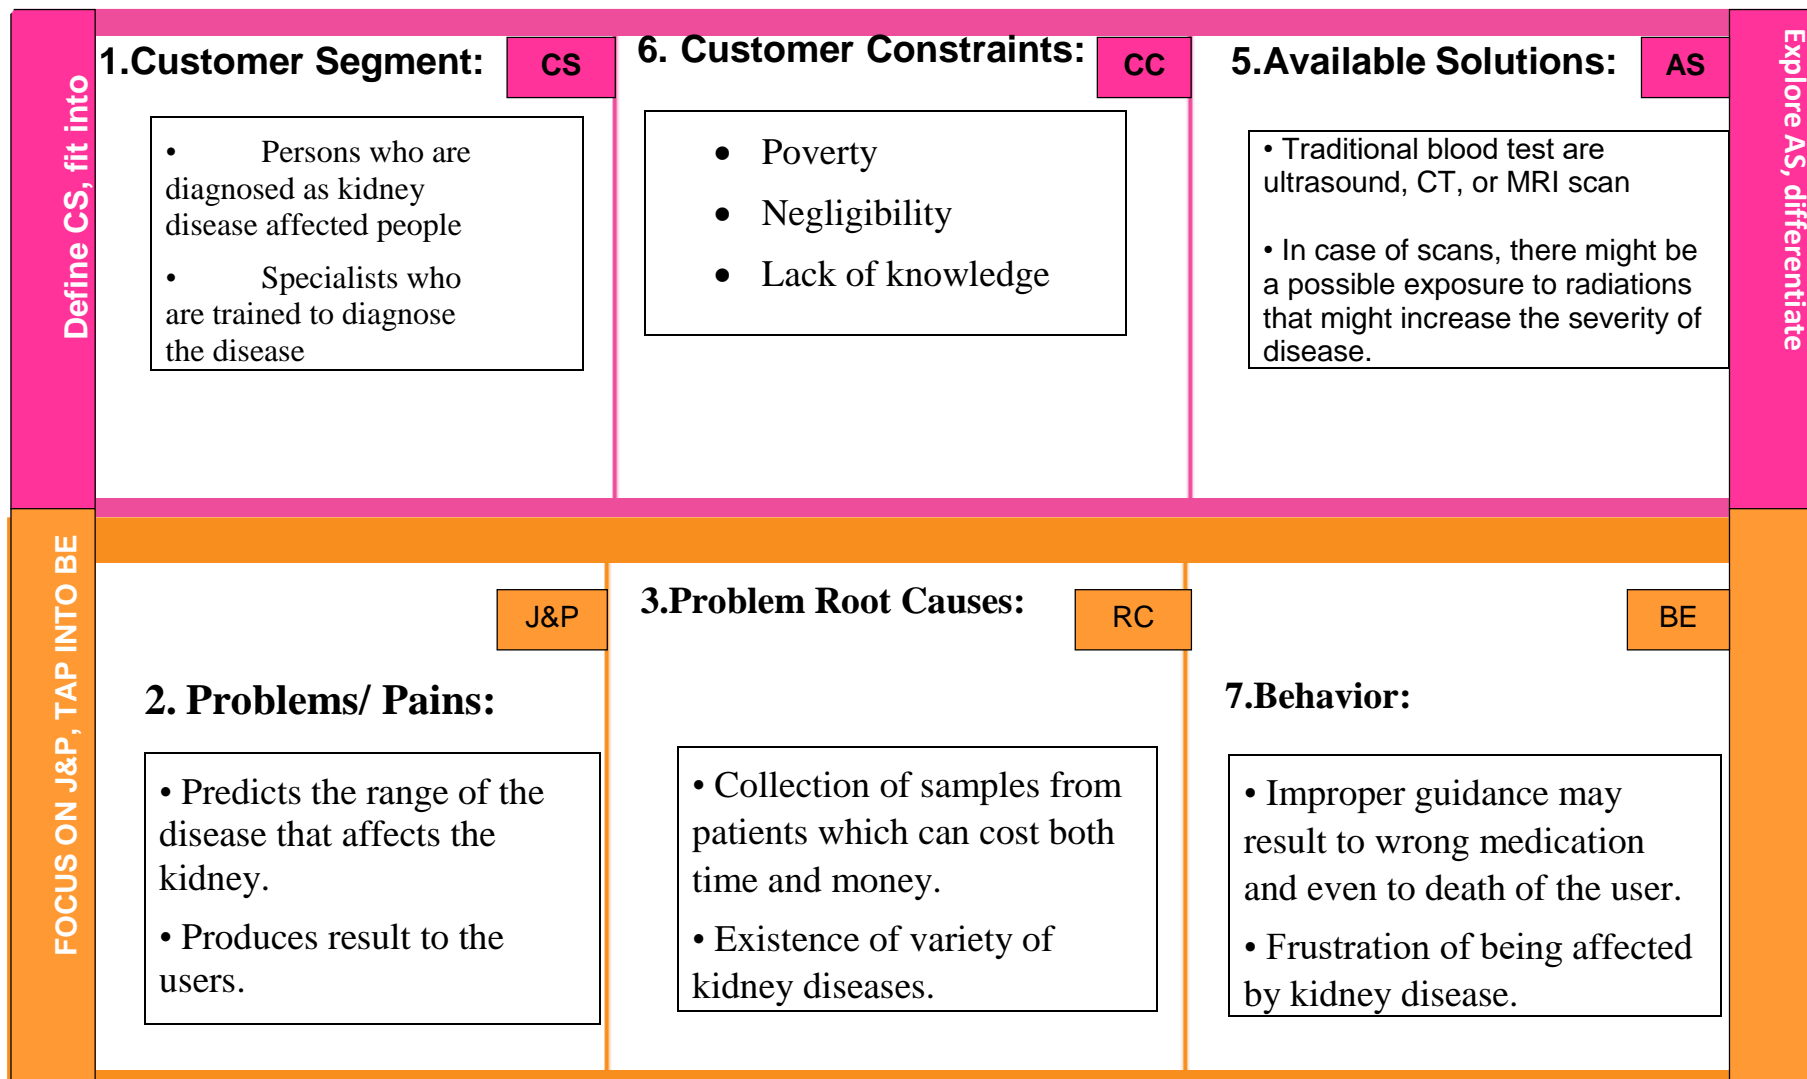 Define CS, fit into
1.Customer Segment:
CS
•	Persons who are
diagnosed as kidney
disease affected people
•	Specialists who
are trained to diagnose
the disease
6. Customer Constraints:
CC
• Poverty
• Negligibility
• Lack of knowledge
5.Available Solutions:
AS
• Traditional blood test are
ultrasound, CT, or MRI scan
• In case of scans, there might be
a possible exposure to radiations
that might increase the severity of
disease.
Explore AS, differentiate
FOCUS ON J&P, TAP INTO BE
J&P
2. Problems/ Pains:
• Predicts the range of the
disease that affects the
kidney.
• Produces result to the
users.
3.Problem Root Causes:
RC
• Collection of samples from
patients which can cost both
time and money.
• Existence of variety of
kidney diseases.
BE
7.Behavior:
• Improper guidance may
result to wrong medication
and even to death of the user.
• Frustration of being affected
by kidney disease.